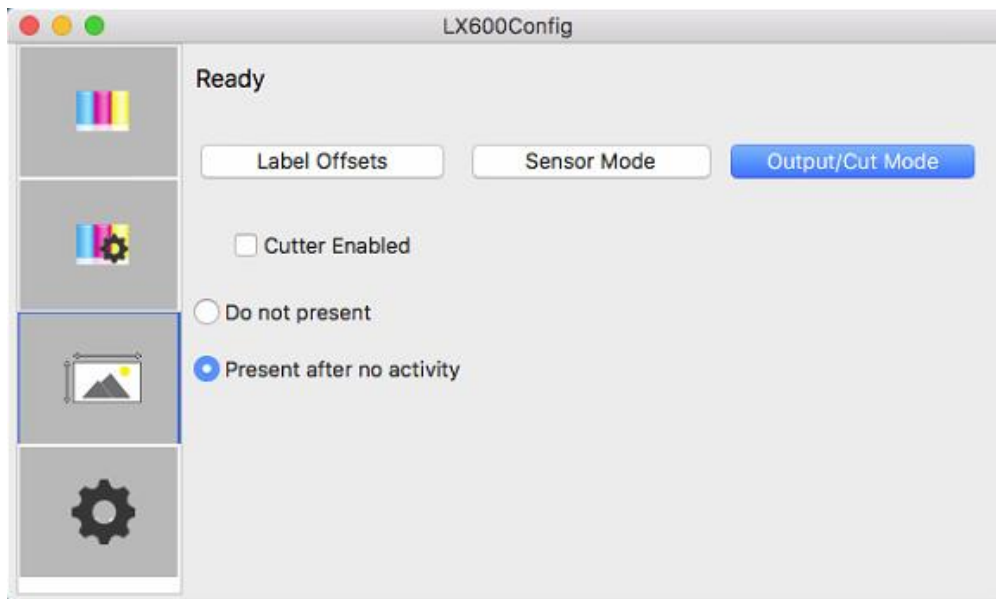 LX600Config
Ready
Label Offsets Sensor Mode Output/Cut Mode
Cutter Enabled
Do not present
Present after no activity